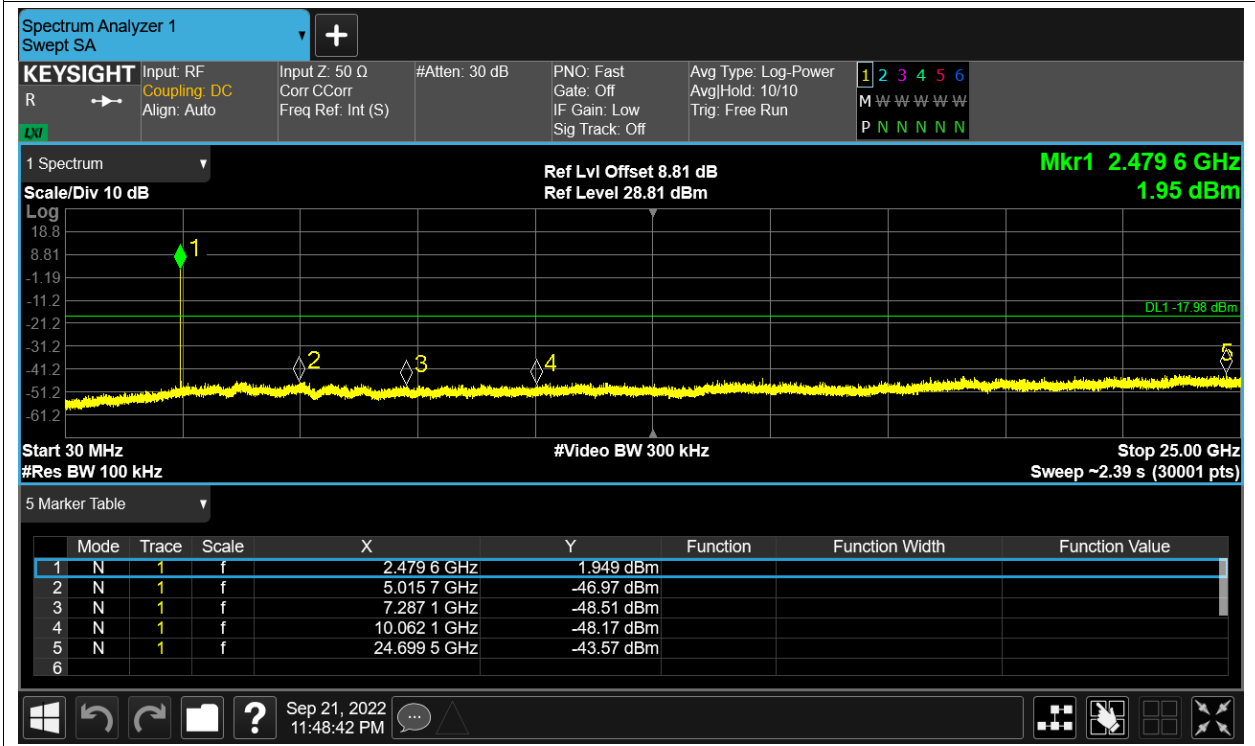 Spectrum Analyzer 1
Swept SA
KEYSIGHT
R
LXI
Input: RF
Coupling: DC
Align: Auto
Input Z: 50 Ω
Corr CCorr
Freq Ref: Int (S)
#Atten: 30 dB
PNO: Fast
Gate: Off
IF Gain: Low
Sig Track: Off
Avg Type: Log-Power
Avg|Hold: 10/10
Trig: Free Run
1 2 3 4 5 6
M W W W W W
P N N N N N
1 Spectrum
Scale/Div 10 dB
Ref Lvl Offset 8.81 dB
Ref Level 28.81 dBm
Mkr1 2.479 6 GHz
1.95 dBm
Log
18.8
8.81
-1.19
-11.2
-21.2
-31.2
-41.2
-51.2
-61.2
1
2
3
4
5
DL1 -17.98 dBm
Start 30 MHz
#Video BW 300 kHz
Stop 25.00 GHz
#Res BW 100 kHz
Sweep ~2.39 s (30001 pts)
5 Marker Table
Mode Trace Scale X Y Function Function Width Function Value
1 N 1 f 2.479 6 GHz 1.949 dBm
2 N 1 f 5.015 7 GHz -46.97 dBm
3 N 1 f 7.287 1 GHz -48.51 dBm
4 N 1 f 10.062 1 GHz -48.17 dBm
5 N 1 f 24.699 5 GHz -43.57 dBm
6
?
Sep 21, 2022
11:48:42 PM